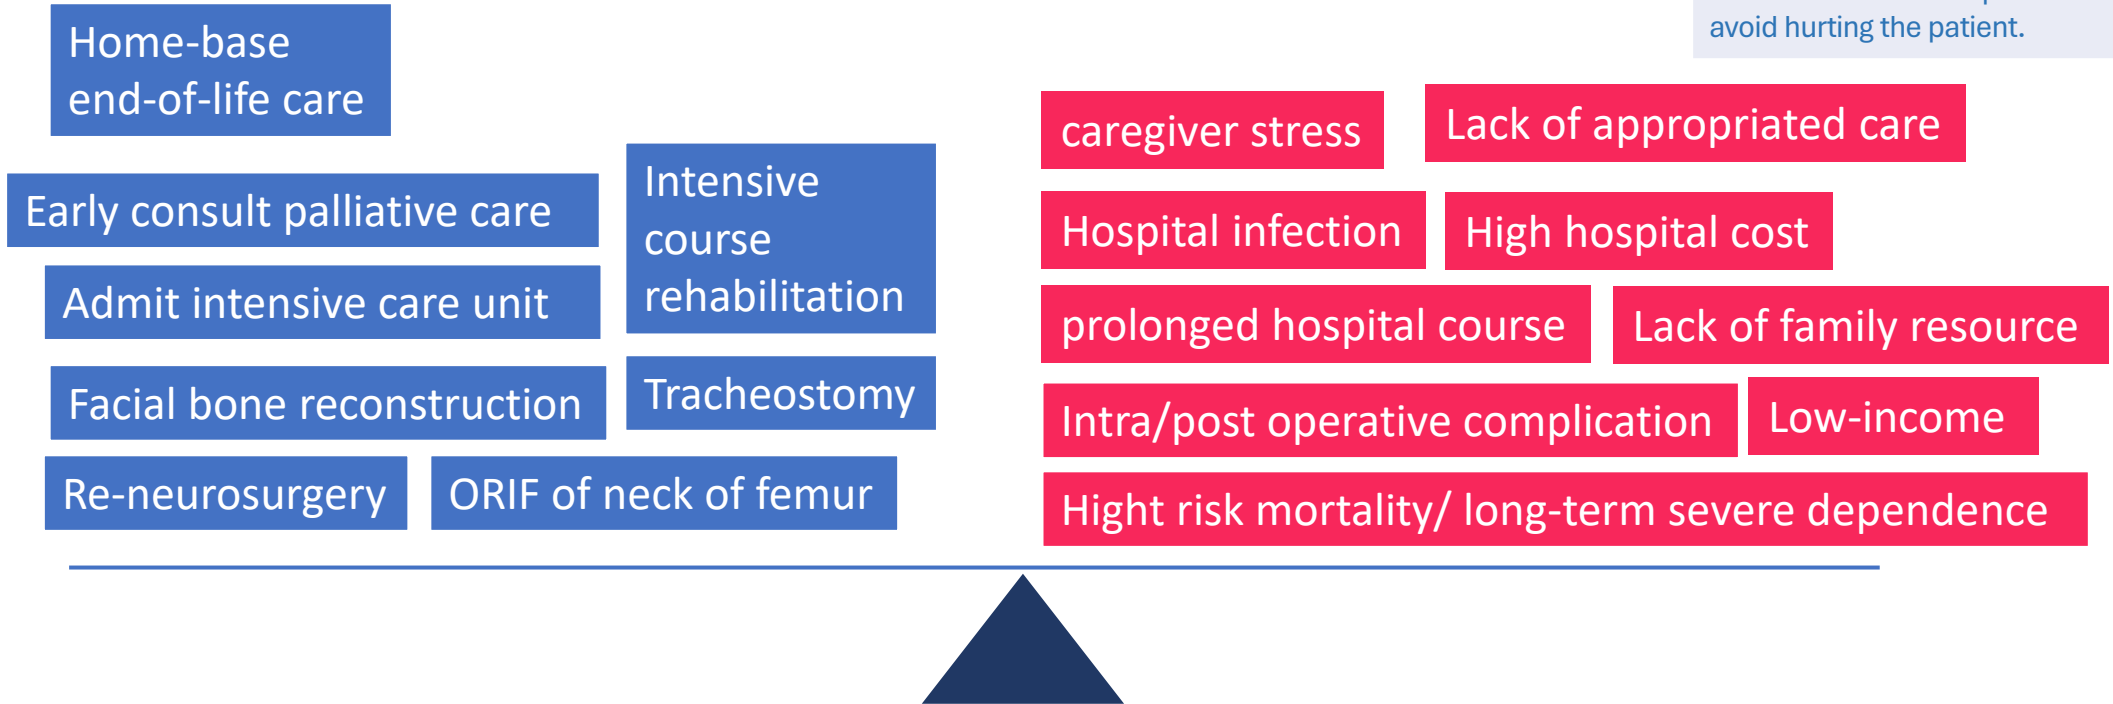 avoid hurting the patient.
Home-base
end-of-life care
Early consult palliative care
Intensive
course
rehabilitation
Admit intensive care unit
Facial bone reconstruction
Tracheostomy
Re-neurosurgery
ORIF of neck of femur
caregiver stress
Lack of appropriated care
Hospital infection
High hospital cost
prolonged hospital course
Lack of family resource
Intra/post operative complication
Low-income
Hight risk mortality/ long-term severe dependence